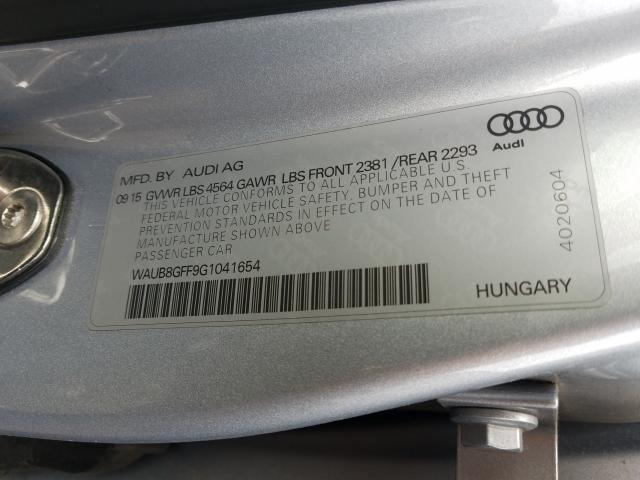 MFD. BY AUDI AG
09 15 GVWR LBS 4564 GAWR LBS FRONT 2381 /REAR 2293
THIS VEHICLE CONFORMS TO ALL APPLICABLE U.S.
FEDERAL MOTOR VEHICLE SAFETY, BUMPER AND THEFT
PREVENTION STANDARDS IN EFFECT ON THE DATE OF
MANUFACTURE SHOWN ABOVE
PASSENGER CAR
WAUB8GFF9G1041654
Audi
4020604
HUNGARY